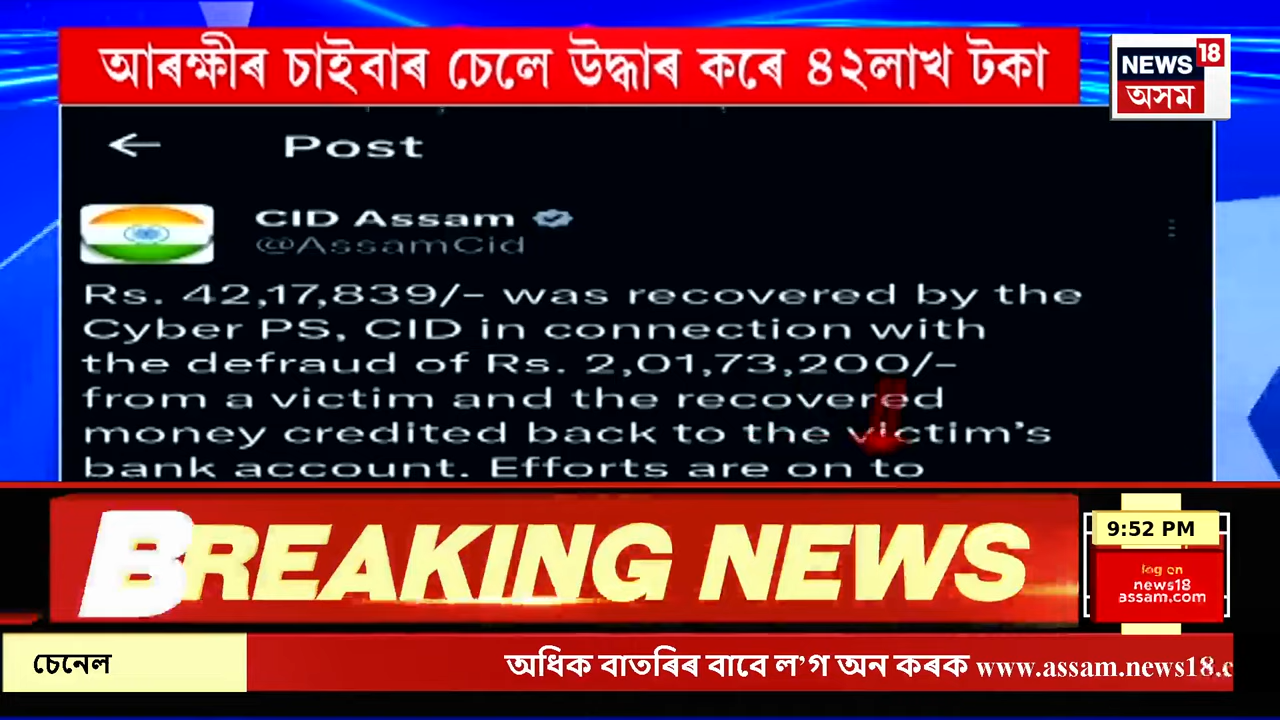 আৰক্ষীৰ চাইবাৰ চেলে উদ্ধাৰ কৰে ৪২লাখ টকা
NEWS 18
অসম
Post
CID Assam
@AssamCid
Rs. 42,17,839/- was recovered by the
Cyber PS, CID in connection with
the defraud of Rs. 2,01,73,200/-
from a victim and the recovered
money credited back to the victim's
bank account. Efforts are on to
BREAKING NEWS
9:52 PM
log on
news18
assam.com
চেনেল
অধিক বাতৰিৰ বাবে ল'গ অন কৰক www.assam.news18.c